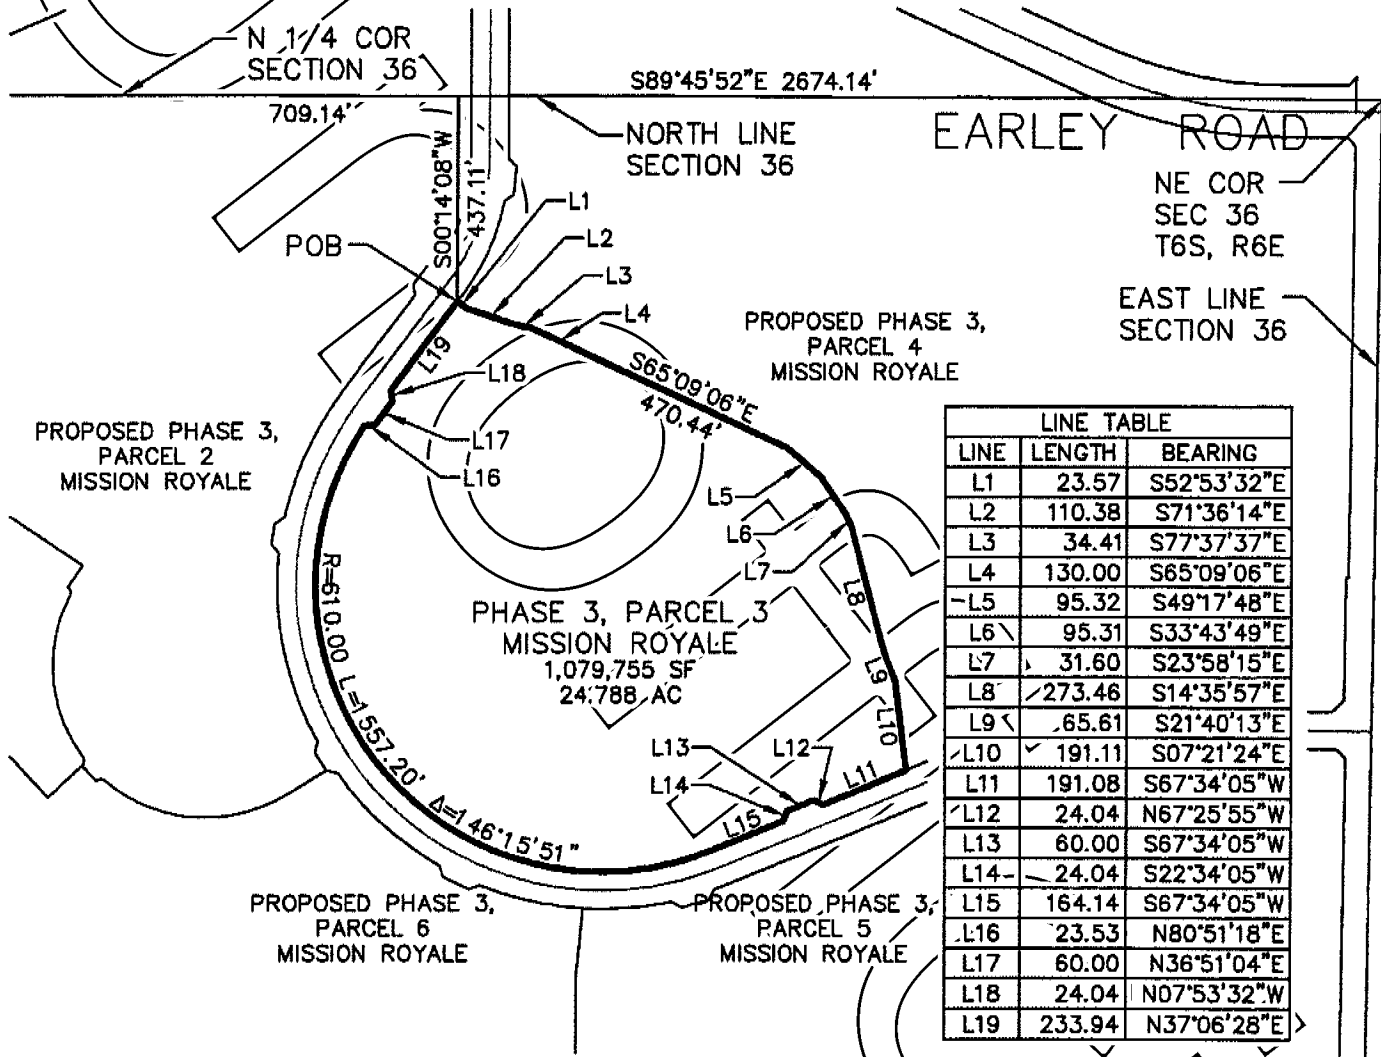 N 1/4 COR
SECTION 36
S89°45'52"E 2674.14'
709.14'
NORTH LINE
SECTION 36
EARLEY ROAD
NE COR
SEC 36
T6S, R6E
S00°14'08"W
437.11'
L1
L2
POB
L3
L4
EAST LINE
SECTION 36
PROPOSED PHASE 3,
PARCEL 4
MISSION ROYALE
L19
L18
S65°09'06"E
470.44'
L17
L16
PROPOSED PHASE 3,
PARCEL 2
MISSION ROYALE
L5
L6
L7
L8
L9
L10
PHASE 3, PARCEL 3
MISSION ROYALE
1,079,755 SF
24.788 AC
R=610.00 L=1557.20'
Δ=146°15'51"
L13
L12
L14
L11
L15
PROPOSED PHASE 3,
PARCEL 6
MISSION ROYALE
PROPOSED PHASE 3,
PARCEL 5
MISSION ROYALE
LINE TABLE
LINE LENGTH BEARING
L1 23.57 S52°53'32"E
L2 110.38 S71°36'14"E
L3 34.41 S77°37'37"E
L4 130.00 S65°09'06"E
L5 95.32 S49°17'48"E
L6 95.31 S33°43'49"E
L7 31.60 S23°58'15"E
L8 273.46 S14°35'57"E
L9 65.61 S21°40'13"E
L10 191.11 S07°21'24"E
L11 191.08 S67°34'05"W
L12 24.04 N67°25'55"W
L13 60.00 S67°34'05"W
L14 24.04 S22°34'05"W
L15 164.14 S67°34'05"W
L16 23.53 N80°51'18"E
L17 60.00 N36°51'04"E
L18 24.04 N07°53'32"W
L19 233.94 N37°06'28"E